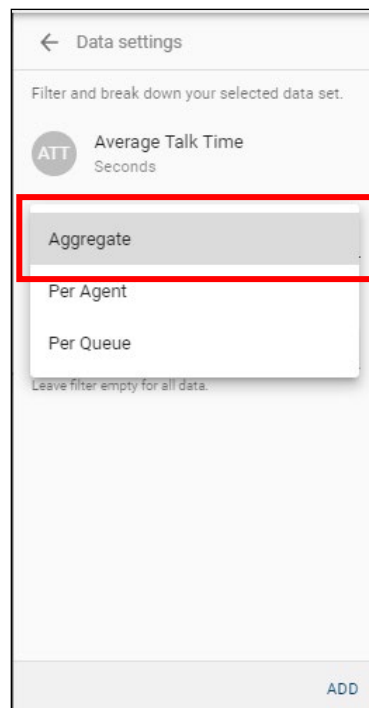 Data settings
Filter and break down your selected data set.
ATT
Average Talk Time
Seconds
Aggregate
Per Agent
Per Queue
Leave filter empty for all data.
ADD